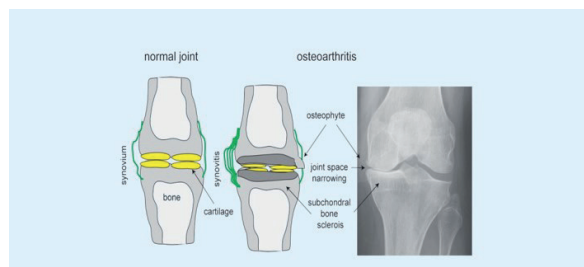 normal joint
osteoarthritis
osteophyte
joint space
narrowing
subchondral
bone
sclerois
synovium
synovitis
bone
cartilage